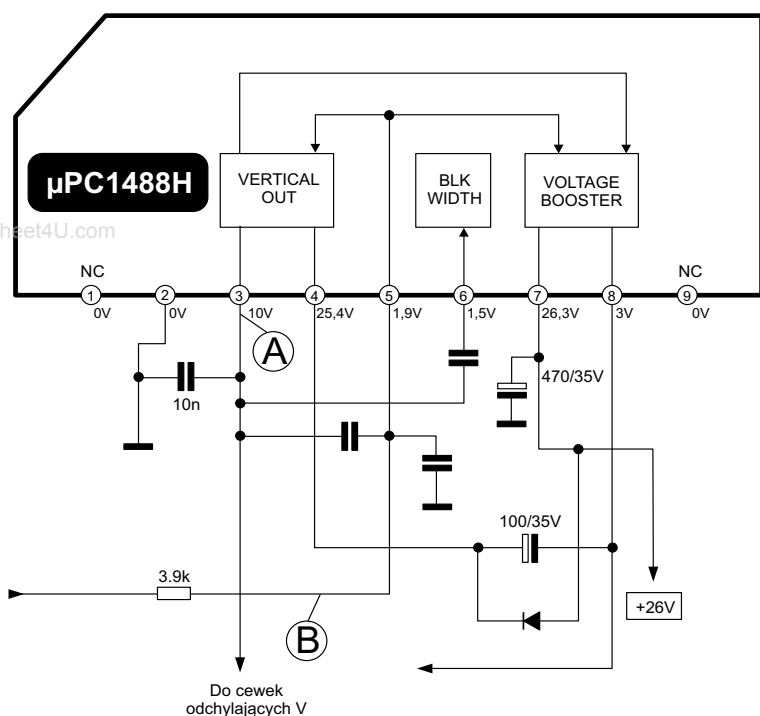 µPC1488H
VERTICAL
OUT
BLK
WIDTH
VOLTAGE
BOOSTER
heet4U.com
NC
NC
1
2
3
4
5
6
7
8
9
0V
0V
10V
25,4V
1,9V
1,5V
26,3V
3V
0V
A
10n
470/35V
100/35V
3.9k
+26V
B
Do cewek
odchylających V